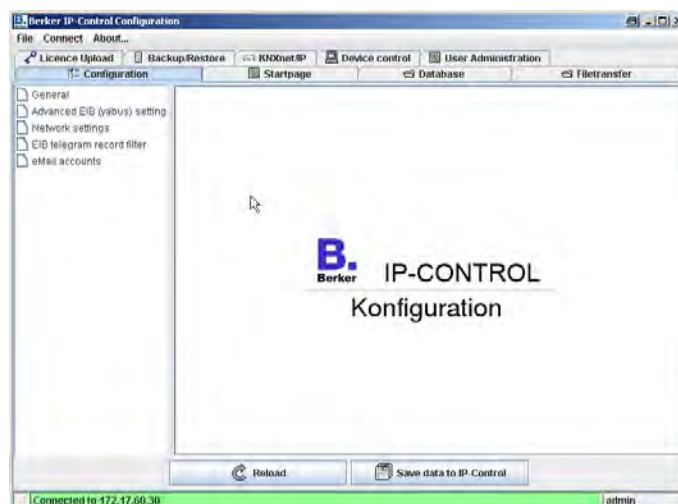 Berker IP-Control Configuration
File Connect About...
Licence Upload Backup/Restore KNXnet/IP Device control User Administration
Configuration Startpage Database Filetransfer
General
Advanced EIB (yabus) setting
Network settings
EIB telegram record filter
eMail accounts
B.
Berker
IP-CONTROL
Konfiguration
Reload Save data to IP-Control
Connected to 172.17.60.30 admin